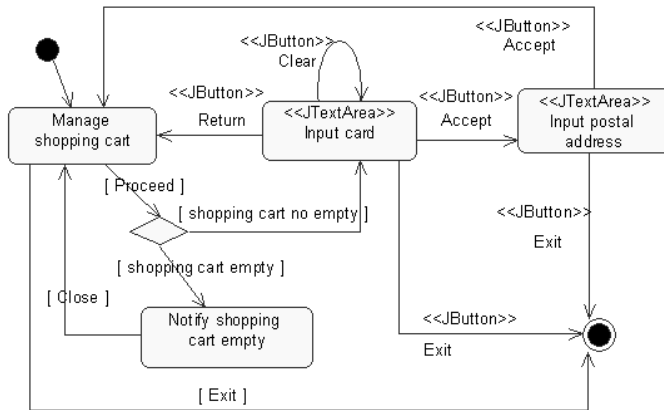 <<JButton>>
Accept
<<JButton>>
Clear
<<JButton>>
Return
<<JButton>>
Accept
Manage
shopping cart
<<JTextArea>>
Input card
<<JTextArea>>
Input postal
address
[ Proceed ]
[ shopping cart no empty ]
<<JButton>>
Exit
[ shopping cart empty ]
[ Close ]
Notify shopping
cart empty
<<JButton>>
Exit
[ Exit ]